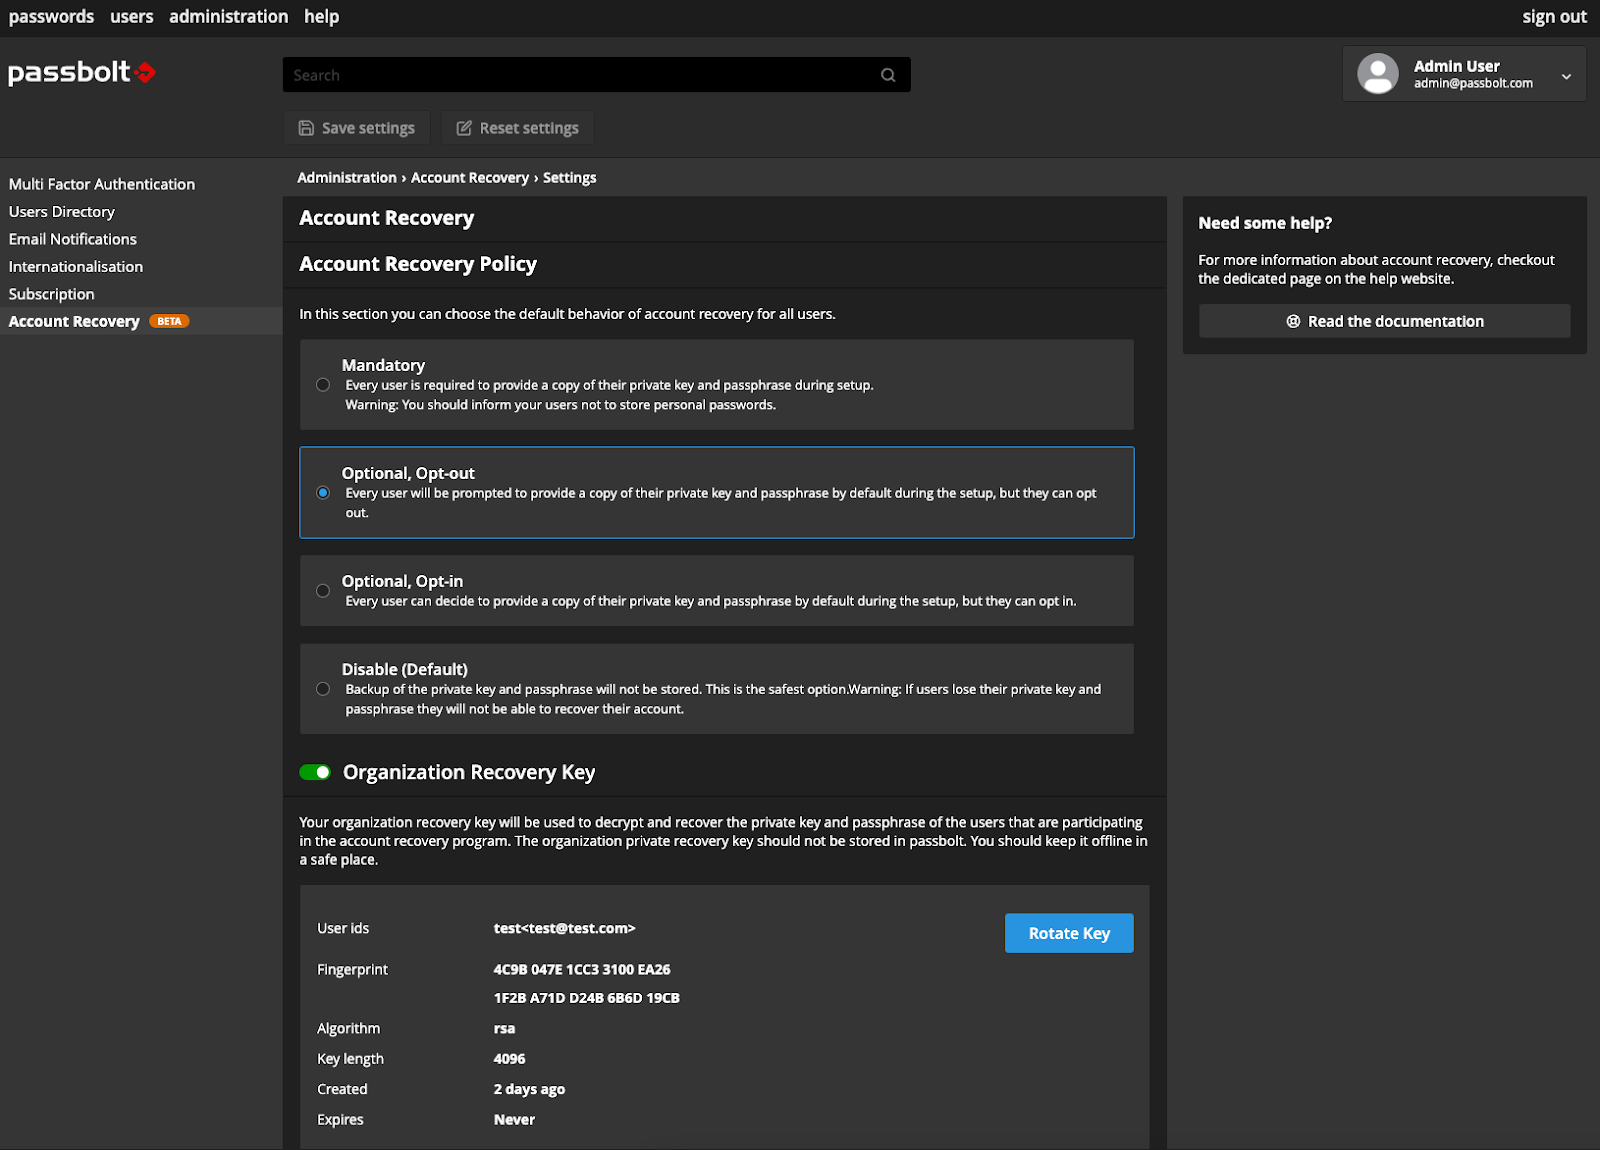 passwords users administration help sign out
passbolt
Search
Admin User
admin@passbolt.com
Save settings Reset settings
Multi Factor Authentication
Users Directory
Email Notifications
Internationalisation
Subscription
Account Recovery BETA
Administration › Account Recovery › Settings
Account Recovery
Account Recovery Policy
In this section you can choose the default behavior of account recovery for all users.
Mandatory
Every user is required to provide a copy of their private key and passphrase during setup.
Warning: You should inform your users not to store personal passwords.
Optional, Opt-out
Every user will be prompted to provide a copy of their private key and passphrase by default during the setup, but they can opt
out.
Optional, Opt-in
Every user can decide to provide a copy of their private key and passphrase by default during the setup, but they can opt in.
Disable (Default)
Backup of the private key and passphrase will not be stored. This is the safest option.Warning: If users lose their private key and
passphrase they will not be able to recover their account.
Organization Recovery Key
Your organization recovery key will be used to decrypt and recover the private key and passphrase of the users that are participating
in the account recovery program. The organization private recovery key should not be stored in passbolt. You should keep it offline in
a safe place.
User ids test<test@test.com>
Rotate Key
Fingerprint 4C9B 047E 1CC3 3100 EA26
1F2B A71D D24B 6B6D 19CB
Algorithm rsa
Key length 4096
Created 2 days ago
Expires Never
Need some help?
For more information about account recovery, checkout
the dedicated page on the help website.
Read the documentation